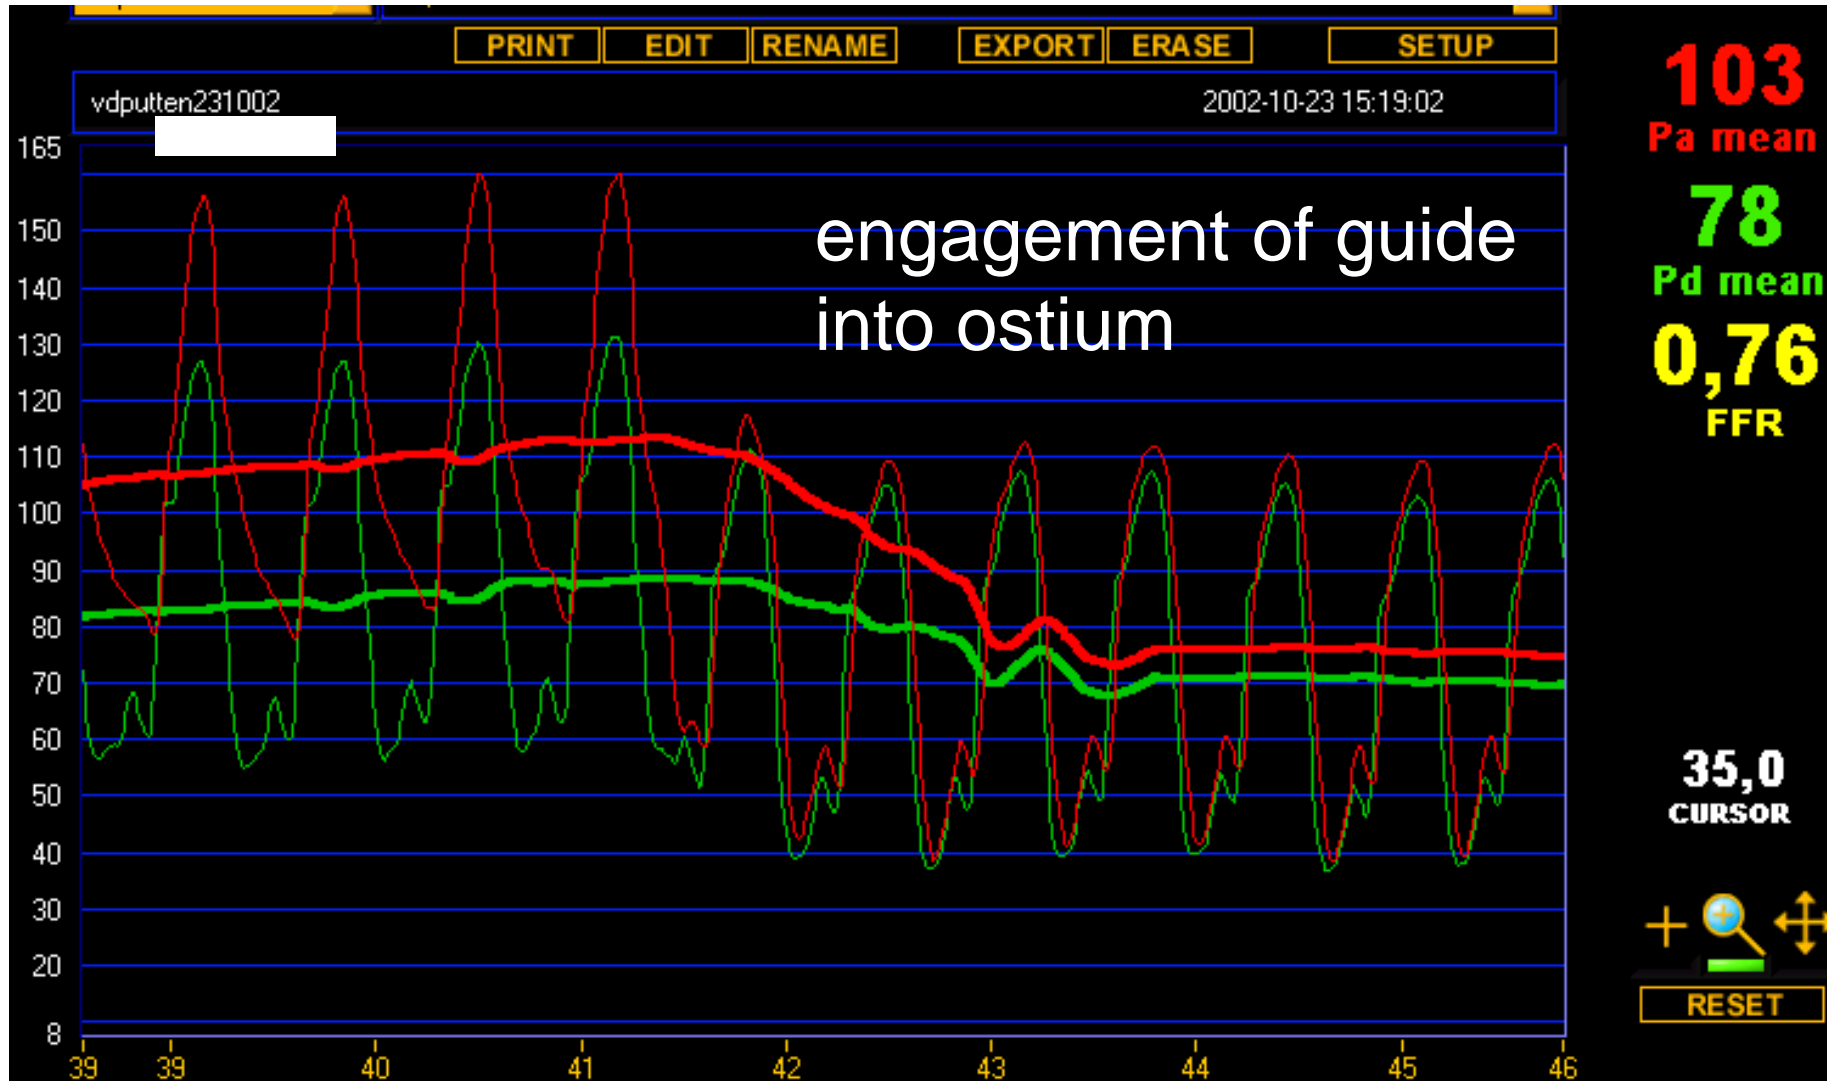 PRINT EDIT RENAME EXPORT ERASE SETUP
vdputten231002 2002-10-23 15:19:02
103
Pa mean
78
Pd mean
0,76
FFR
engagement of guide
into ostium
165
150
140
130
120
110
100
90
80
70
60
50
40
30
20
8
39 39 40 41 42 43 44 45 46
35,0
CURSOR
RESET